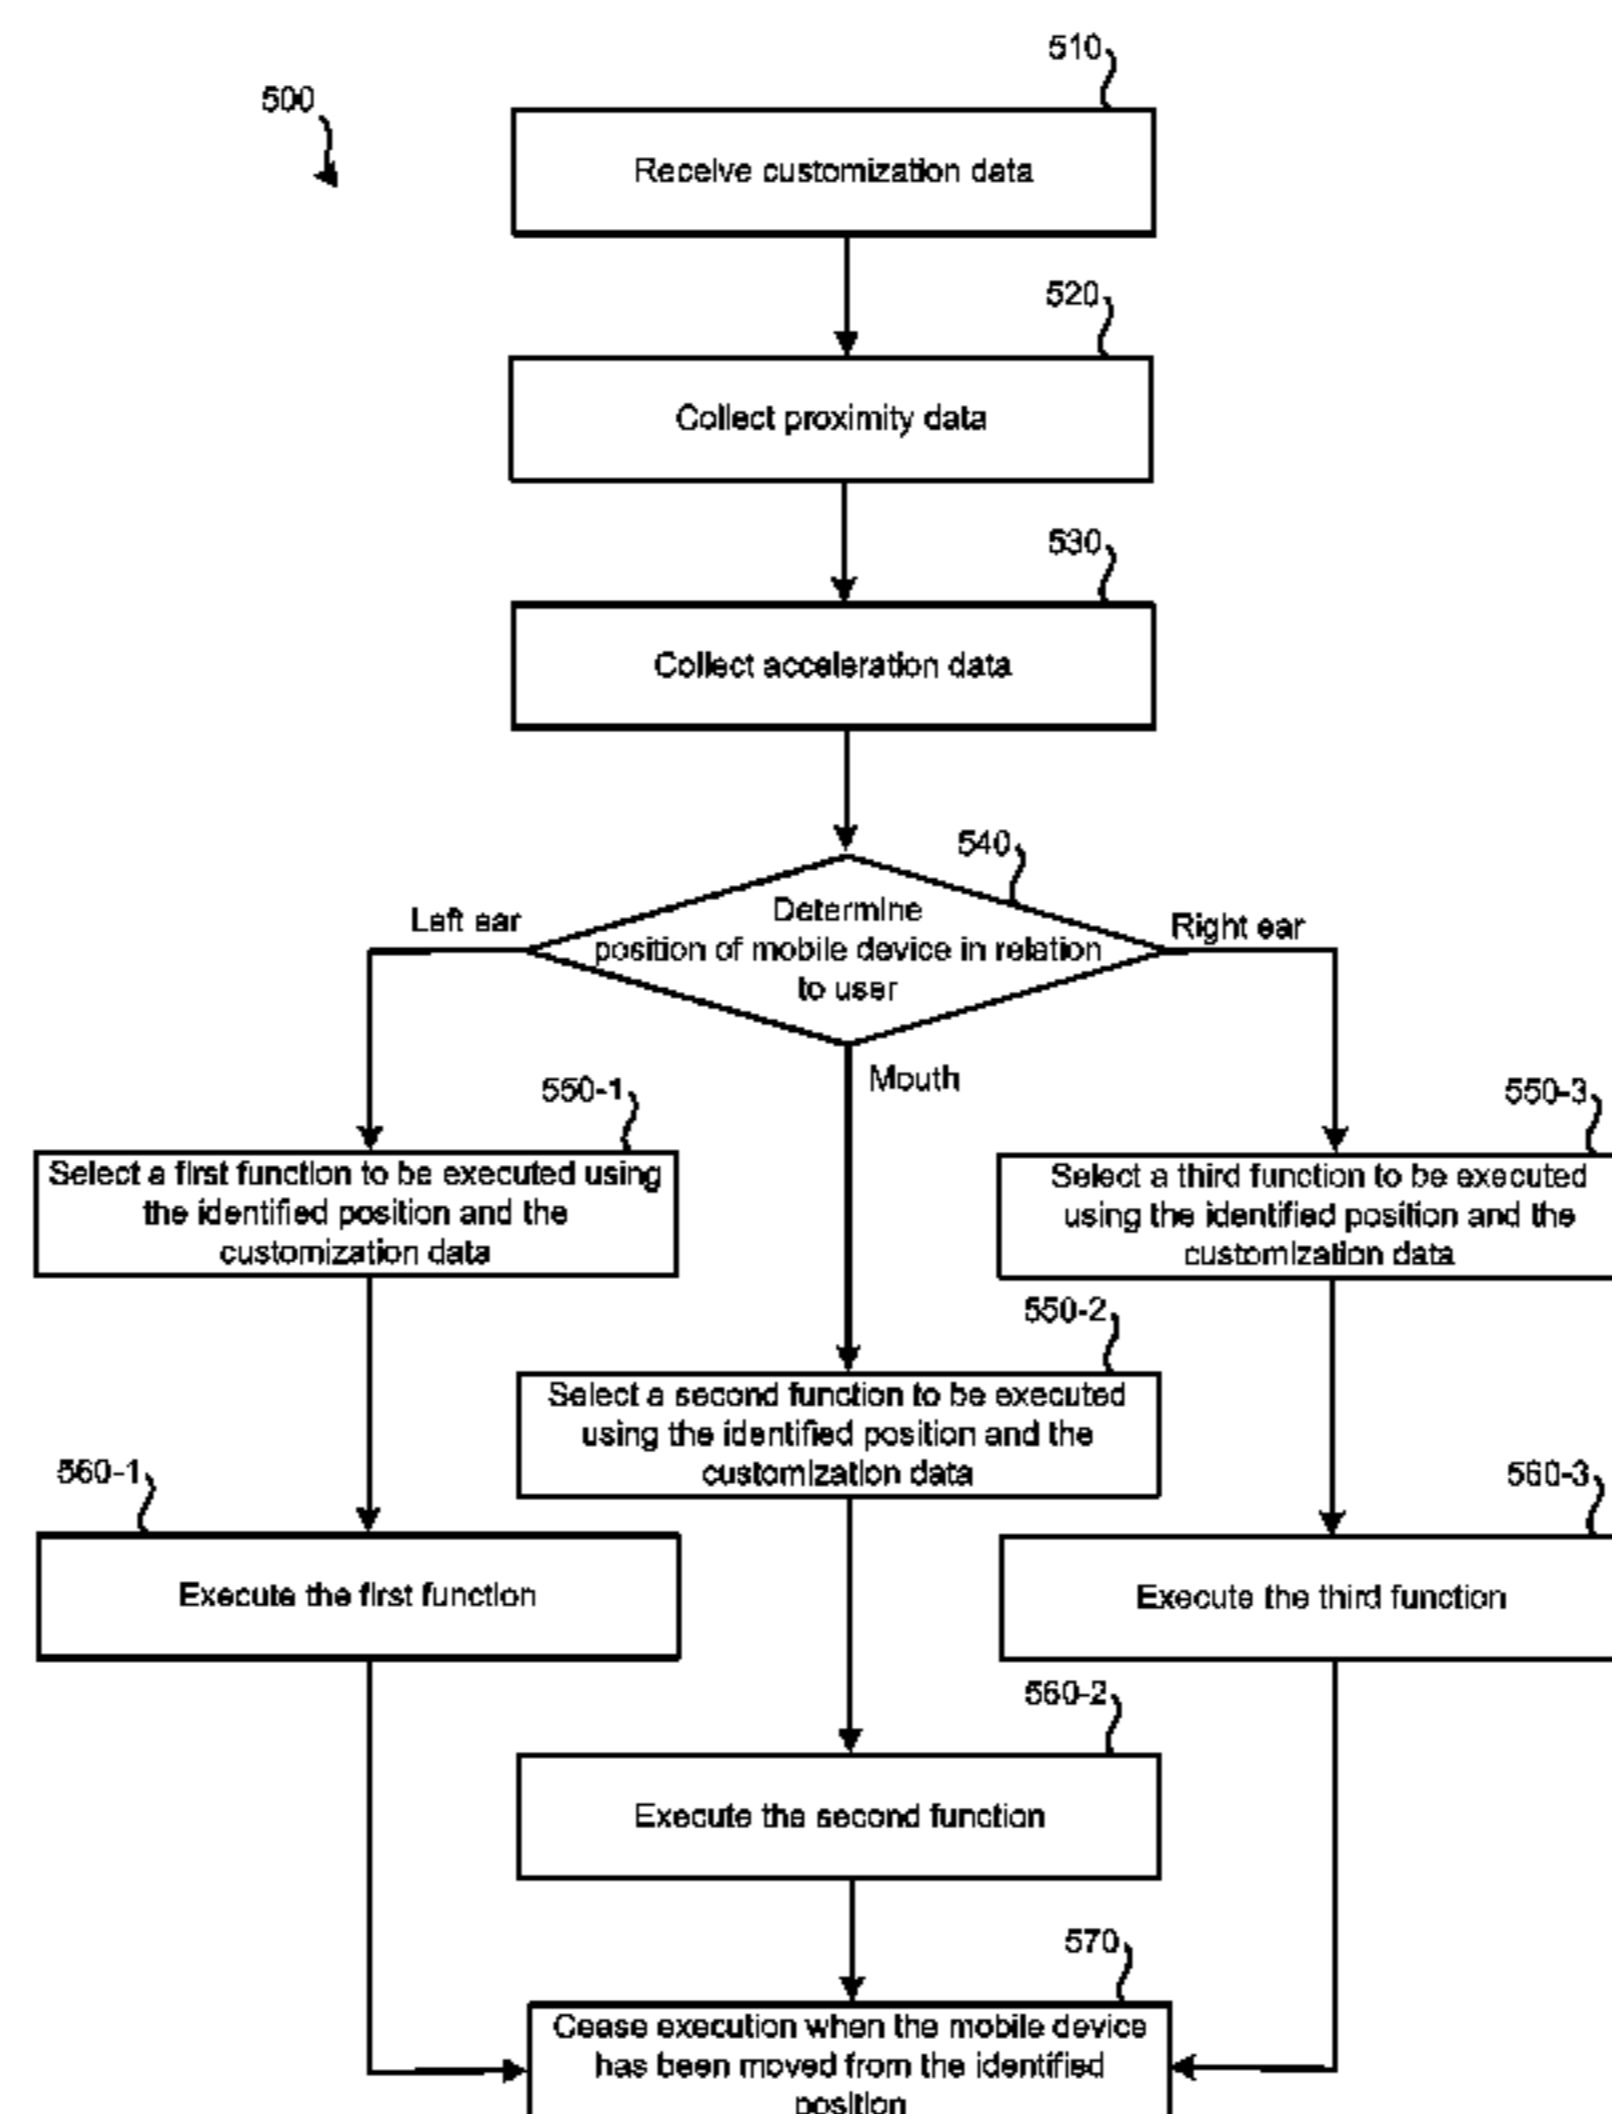 510
500
Receive customization data
520
Collect proximity data
530
Collect acceleration data
540
Determine
position of mobile device in relation
to user
Left ear
Right ear
Mouth
550-1
Select a first function to be executed using
the identified position and the
customization data
550-3
Select a third function to be executed
using the identified position and the
customization data
550-2
Select a second function to be executed
using the identified position and the
customization data
560-1
Execute the first function
560-3
Execute the third function
560-2
Execute the second function
570
Cease execution when the mobile device
has been moved from the identified
position